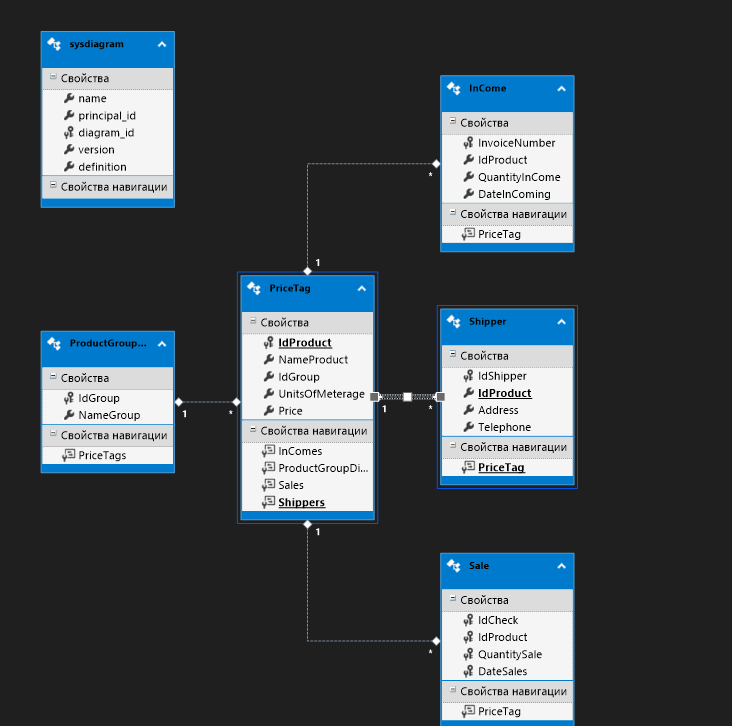 sysdiagram
Свойства
name
principal_id
diagram_id
version
definition
Свойства навигации
InCome
Свойства
InvoiceNumber
IdProduct
QuantityInCome
DateInComing
Свойства навигации
PriceTag
*
1
PriceTag
Свойства
IdProduct
NameProduct
IdGroup
UnitsOfMeterage
Price
Свойства навигации
InComes
ProductGroupDi...
Sales
Shippers
ProductGroup...
Свойства
IdGroup
NameGroup
Свойства навигации
PriceTags
1
*
Shipper
Свойства
IdShipper
IdProduct
Address
Telephone
Свойства навигации
PriceTag
1
*
1
*
Sale
Свойства
IdCheck
IdProduct
QuantitySale
DateSales
Свойства навигации
PriceTag